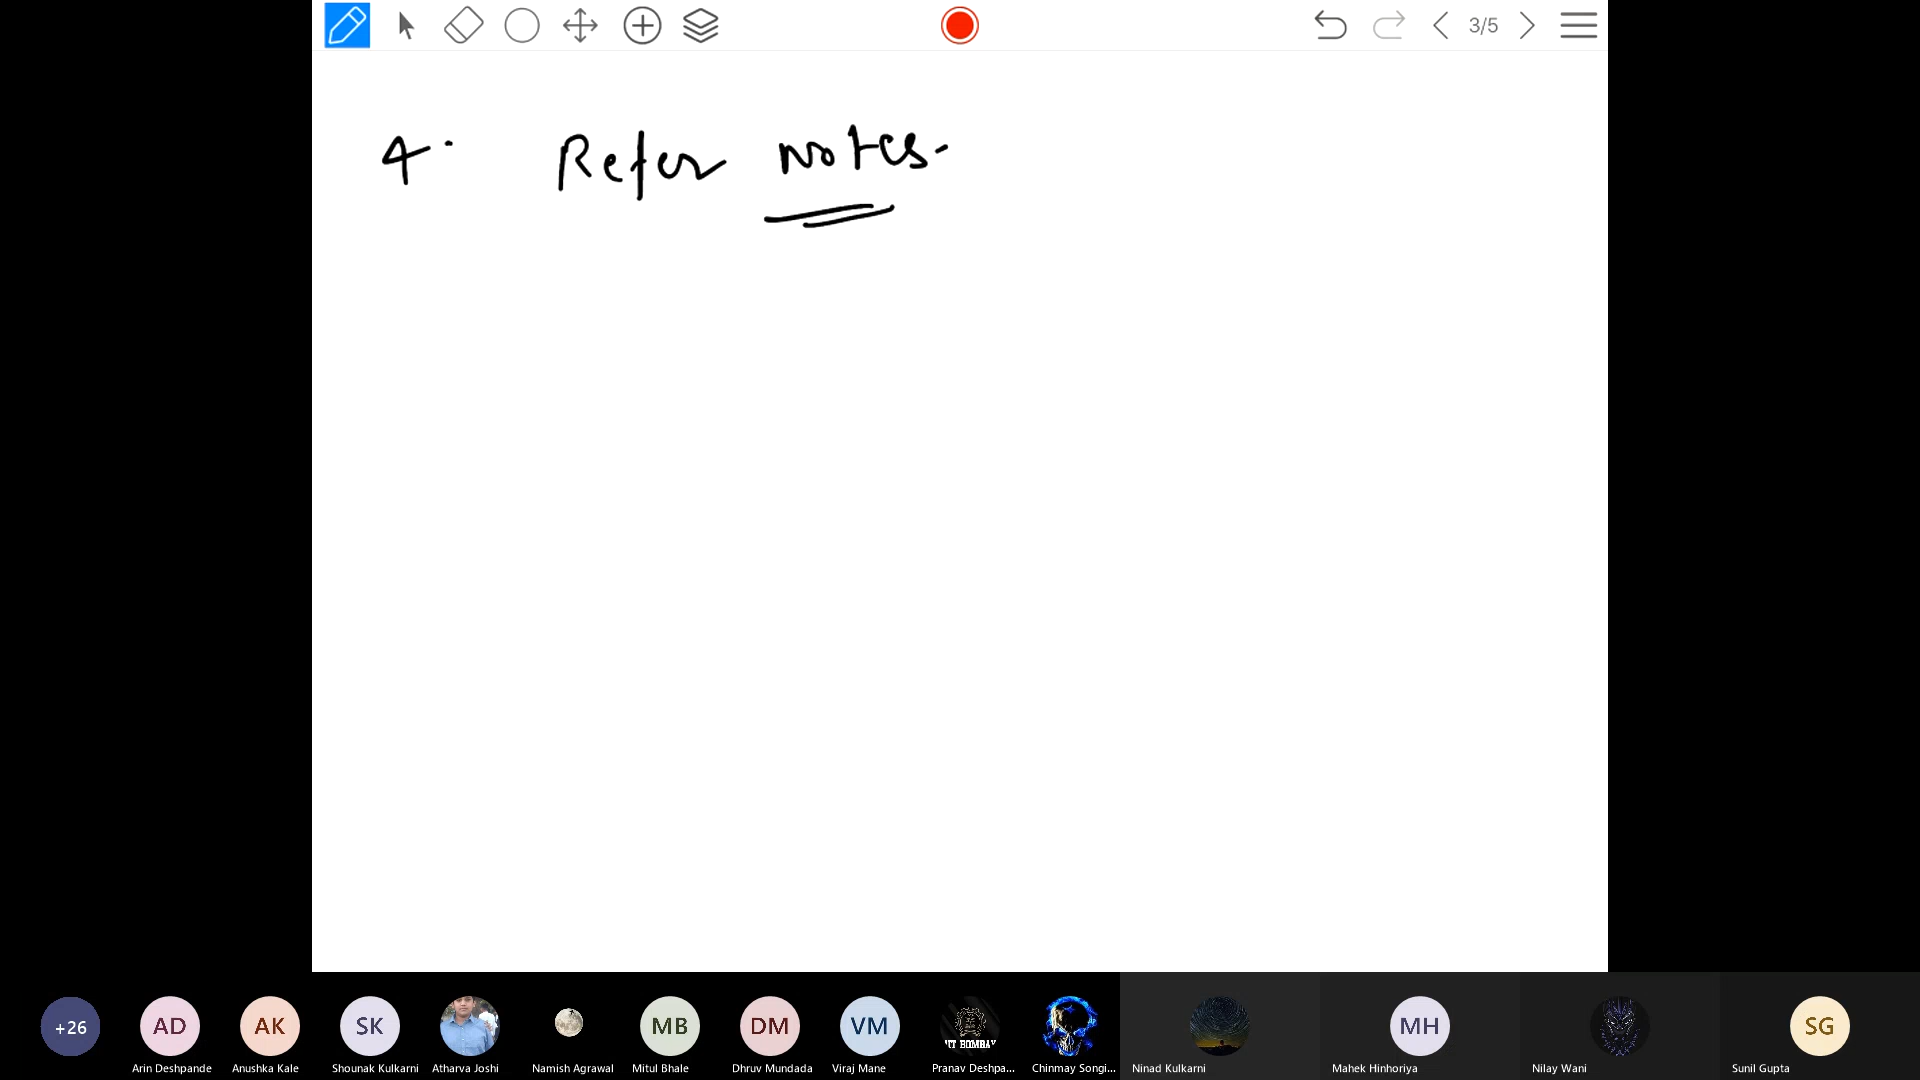 3/5
4. Refer notes.
+26
AD
AK
SK
MB
DM
VM
IIT BOMBAY
MH
SG
Arin Deshpande
Anushka Kale
Shounak Kulkarni
Atharva Joshi
Namish Agrawal
Mitul Bhale
Dhruv Mundada
Viraj Mane
Pranav Deshpa...
Chinmay Songi...
Ninad Kulkarni
Mahek Hinhoriya
Nilay Wani
Sunil Gupta